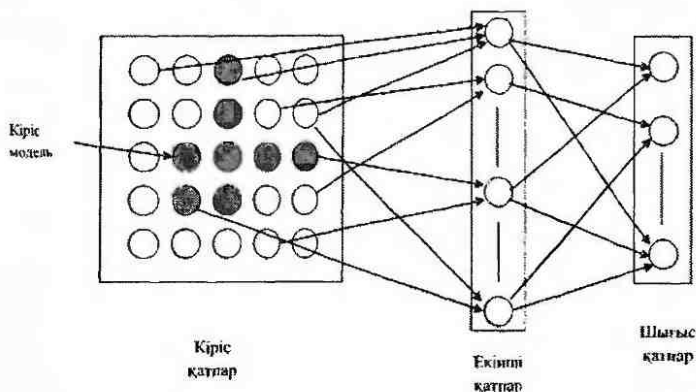 Кіріс
модель
Кіріс
қатпар
Екінші
қатпар
Шығыс
қатпар